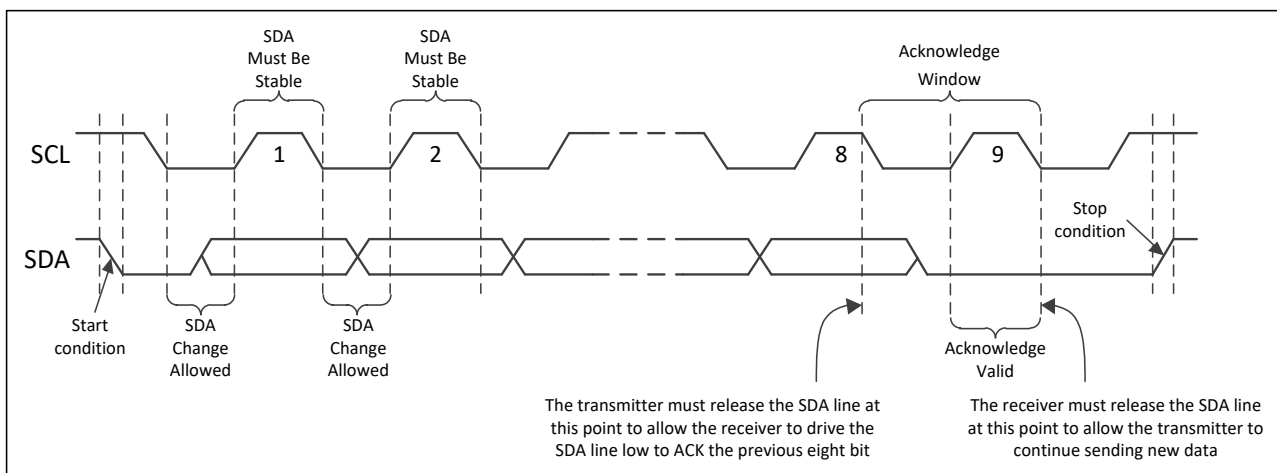 SDA
Must Be
Stable
SDA
Must Be
Stable
Acknowledge
Window
SCL
1
2
8
9
SDA
Stop
condition
Start
condition
SDA
Change
Allowed
SDA
Change
Allowed
Acknowledge
Valid
The transmitter must release the SDA line at
this point to allow the receiver to drive the
SDA line low to ACK the previous eight bit
The receiver must release the SDA line
at this point to allow the transmitter to
continue sending new data